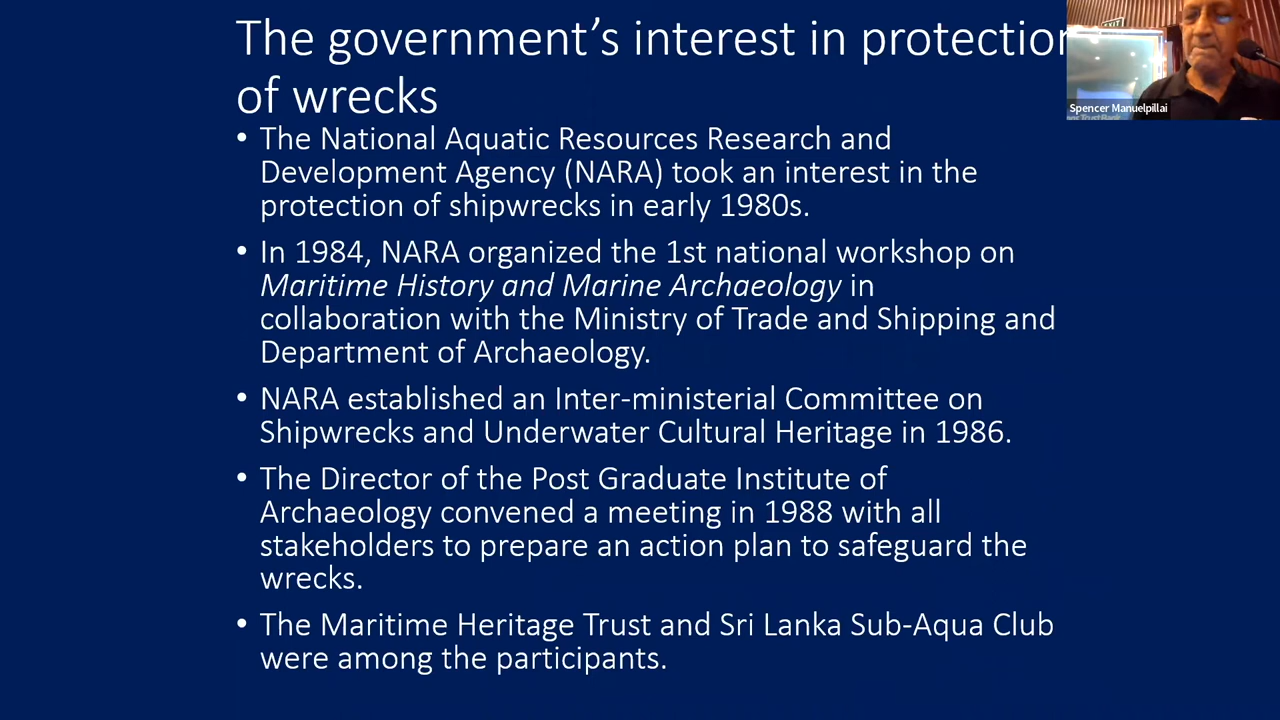 The government's interest in protection
of wrecks
• The National Aquatic Resources Research and
Development Agency (NARA) took an interest in the
protection of shipwrecks in early 1980s.
• In 1984, NARA organized the 1st national workshop on
Maritime History and Marine Archaeology in
collaboration with the Ministry of Trade and Shipping and
Department of Archaeology.
• NARA established an Inter-ministerial Committee on
Shipwrecks and Underwater Cultural Heritage in 1986.
• The Director of the Post Graduate Institute of
Archaeology convened a meeting in 1988 with all
stakeholders to prepare an action plan to safeguard the
wrecks.
• The Maritime Heritage Trust and Sri Lanka Sub-Aqua Club
were among the participants.
EXIT
Spencer Manuelpillai